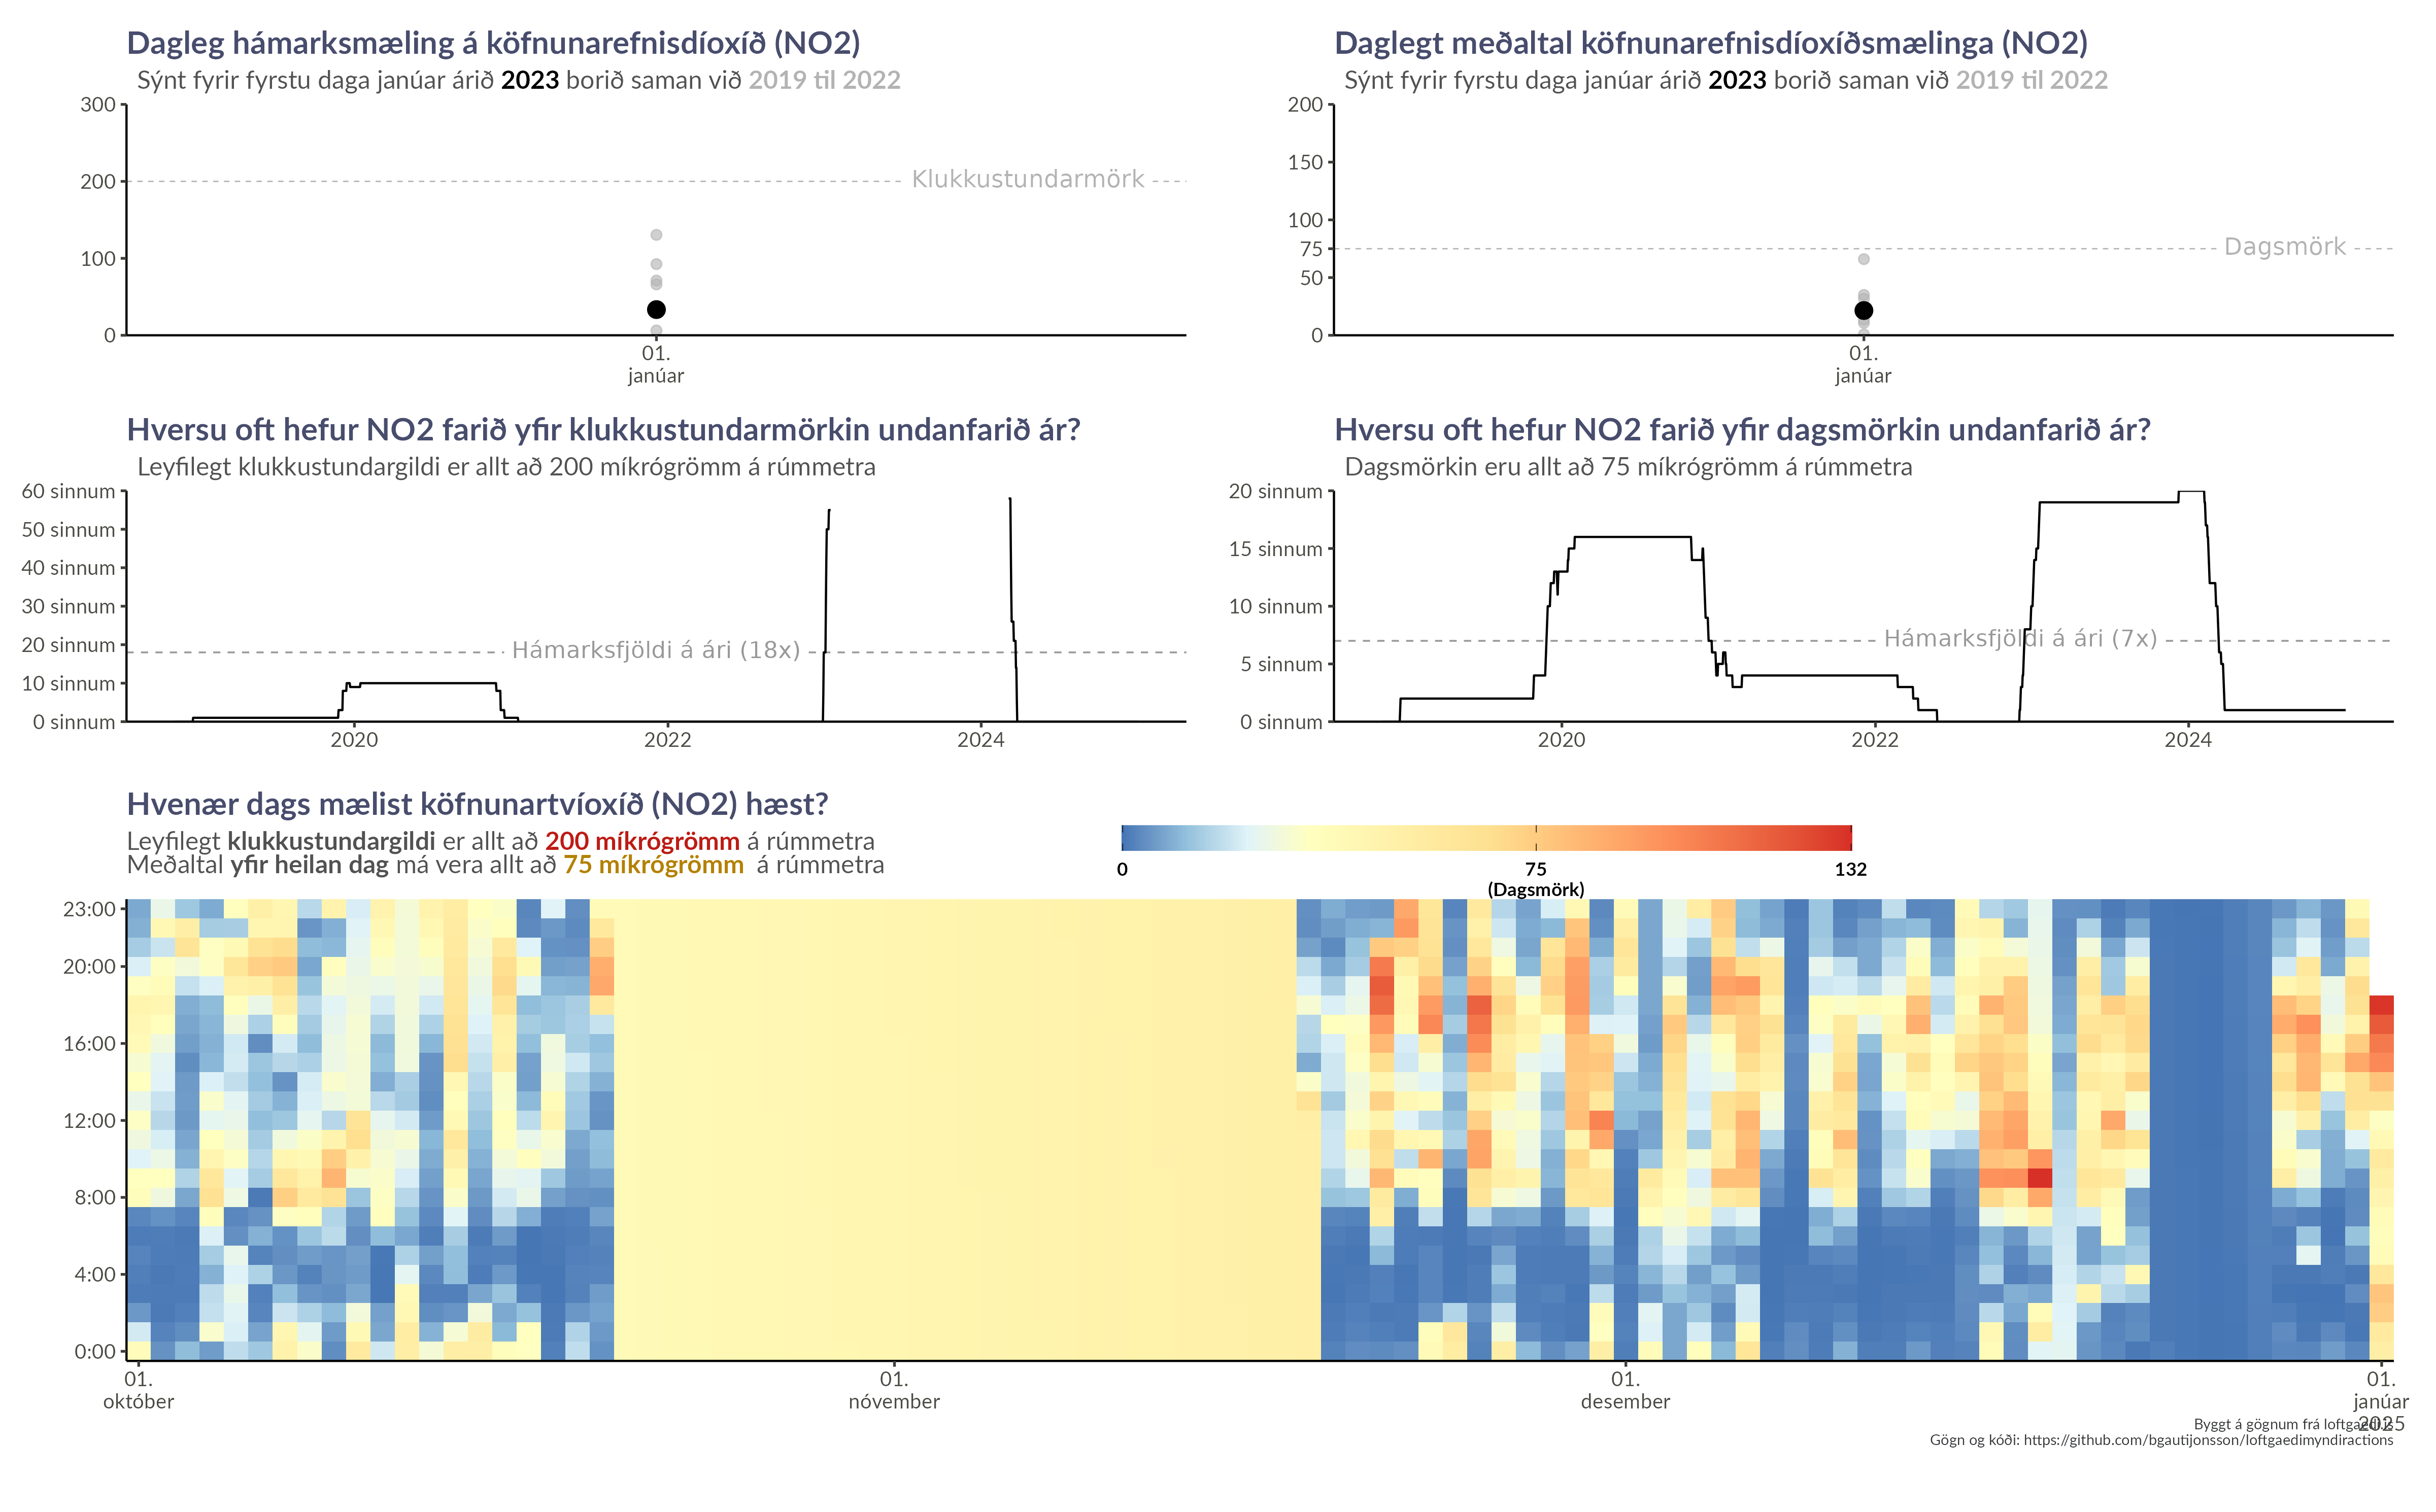 Dagleg hámarksmæling á köfnunarefnisdíoxíð (NO2)
Sýnt fyrir fyrstu daga janúar árið 2023 borið saman við 2019 til 2022
300
200
100
0
Klukkustundarmörk
01.
janúar
Daglegt meðaltal köfnunarefnisdíoxíðsmælinga (NO2)
Sýnt fyrir fyrstu daga janúar árið 2023 borið saman við 2019 til 2022
200
150
100
75
50
0
Dagsmörk
01.
janúar
Hversu oft hefur NO2 farið yfir klukkustundarmörkin undanfarið ár?
Leyfilegt klukkustundargildi er allt að 200 míkrógrömm á rúmmetra
60 sinnum
50 sinnum
40 sinnum
30 sinnum
20 sinnum
10 sinnum
0 sinnum
Hámarksfjöldi á ári (18x)
2020
2022
2024
Hversu oft hefur NO2 farið yfir dagsmörkin undanfarið ár?
Dagsmörkin eru allt að 75 míkrógrömm á rúmmetra
20 sinnum
15 sinnum
10 sinnum
5 sinnum
0 sinnum
Hámarksfjöldi á ári (7x)
2020
2022
2024
Hvenær dags mælist köfnunartvíoxíð (NO2) hæst?
Leyfilegt klukkustundargildi er allt að 200 míkrógrömm á rúmmetra
Meðaltal yfir heilan dag má vera allt að 75 míkrógrömm á rúmmetra
0
75
(Dagsmörk)
132
23:00
20:00
16:00
12:00
8:00
4:00
0:00
01.
október
01.
nóvember
01.
desember
01.
janúar
2025
Byggt á gögnum frá loftgaedi.is
Gögn og kóði: https://github.com/bgautijonsson/loftgaedimyndiractions